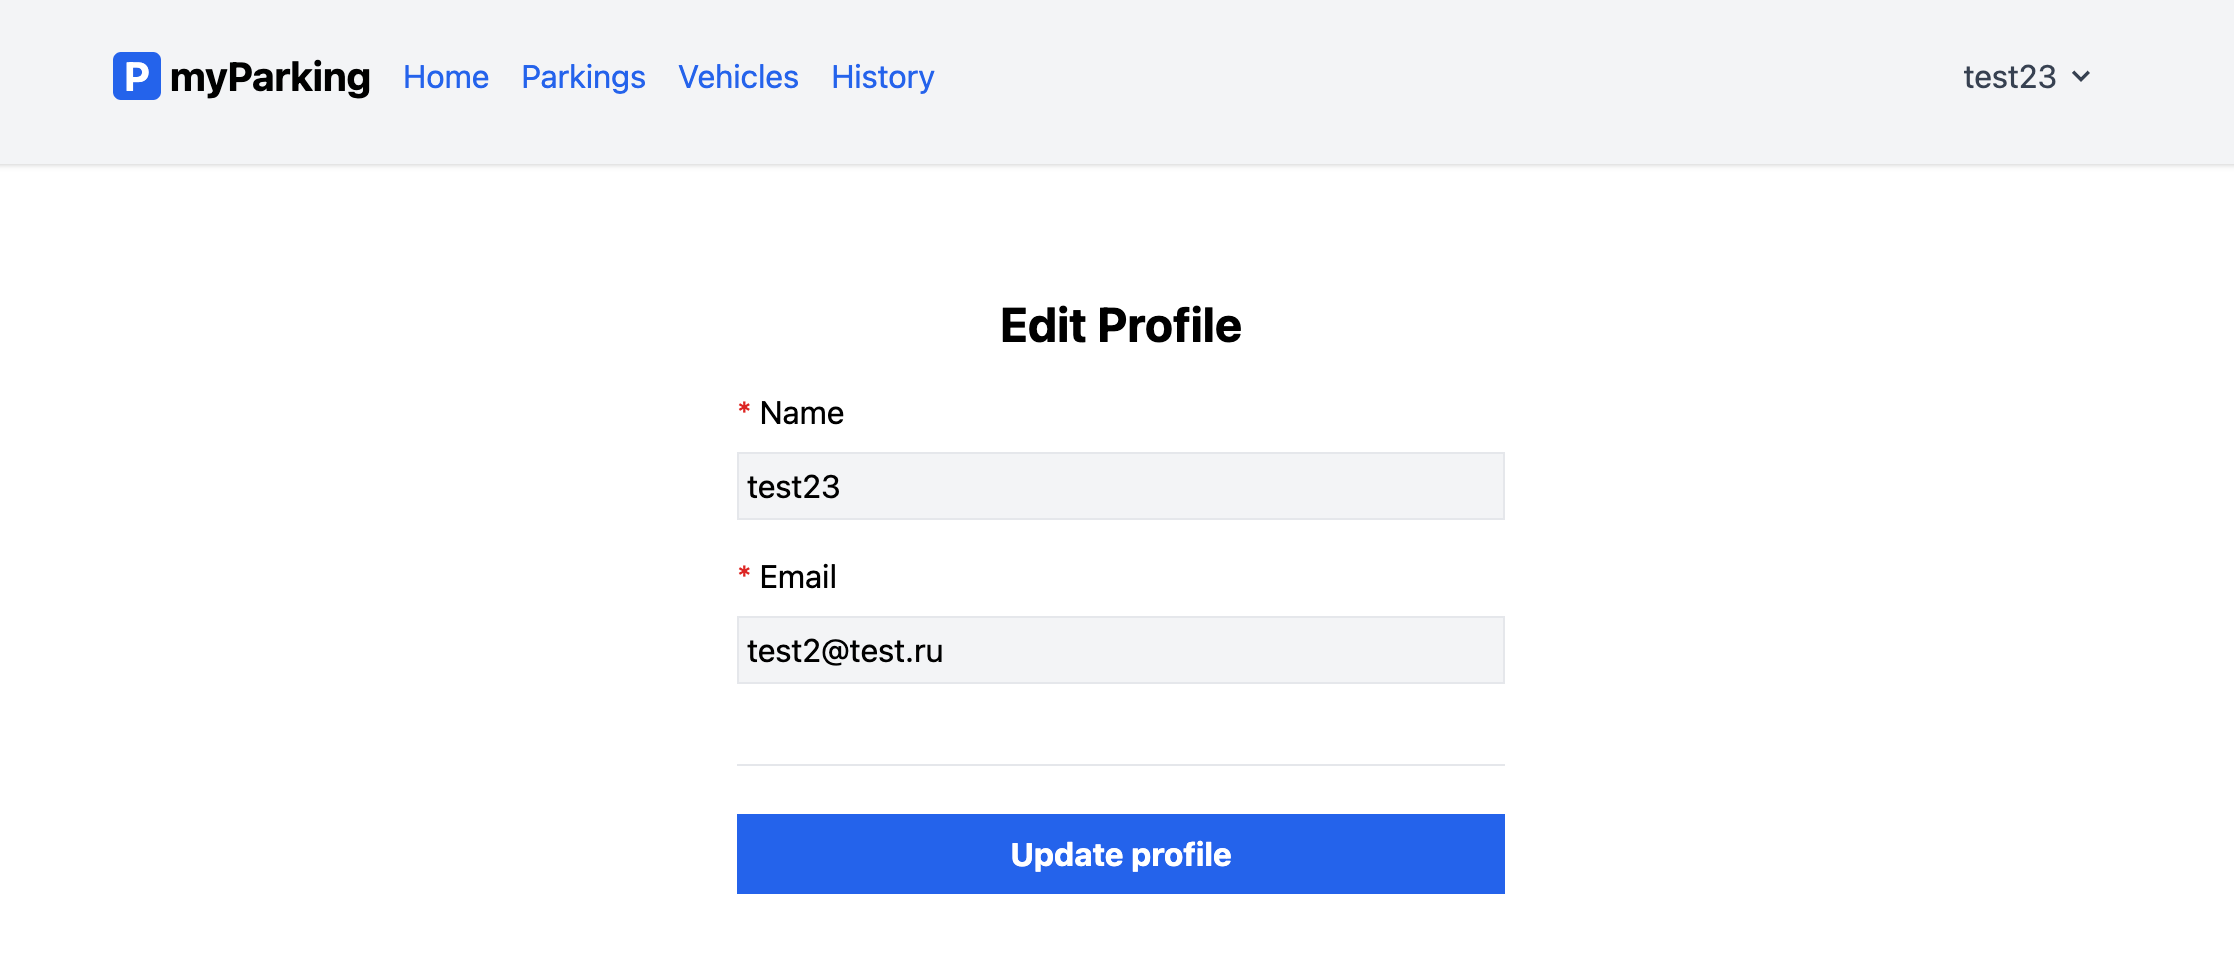 P myParking Home Parkings Vehicles History test23
Edit Profile
* Name
test23
* Email
test2@test.ru
Update profile